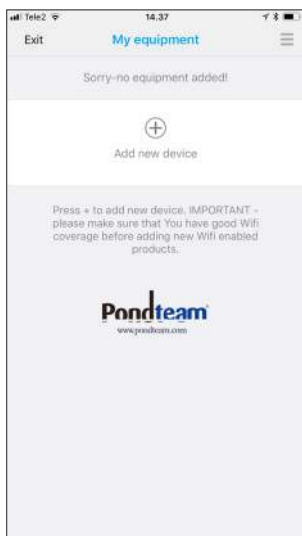 Tele2 14.37
Exit My equipment
Sorry-no equipment added!
Add new device
Press + to add new device. IMPORTANT -
please make sure that You have good Wifi
coverage before adding new Wifi enabled
products.
Pondteam
www.pondteam.com